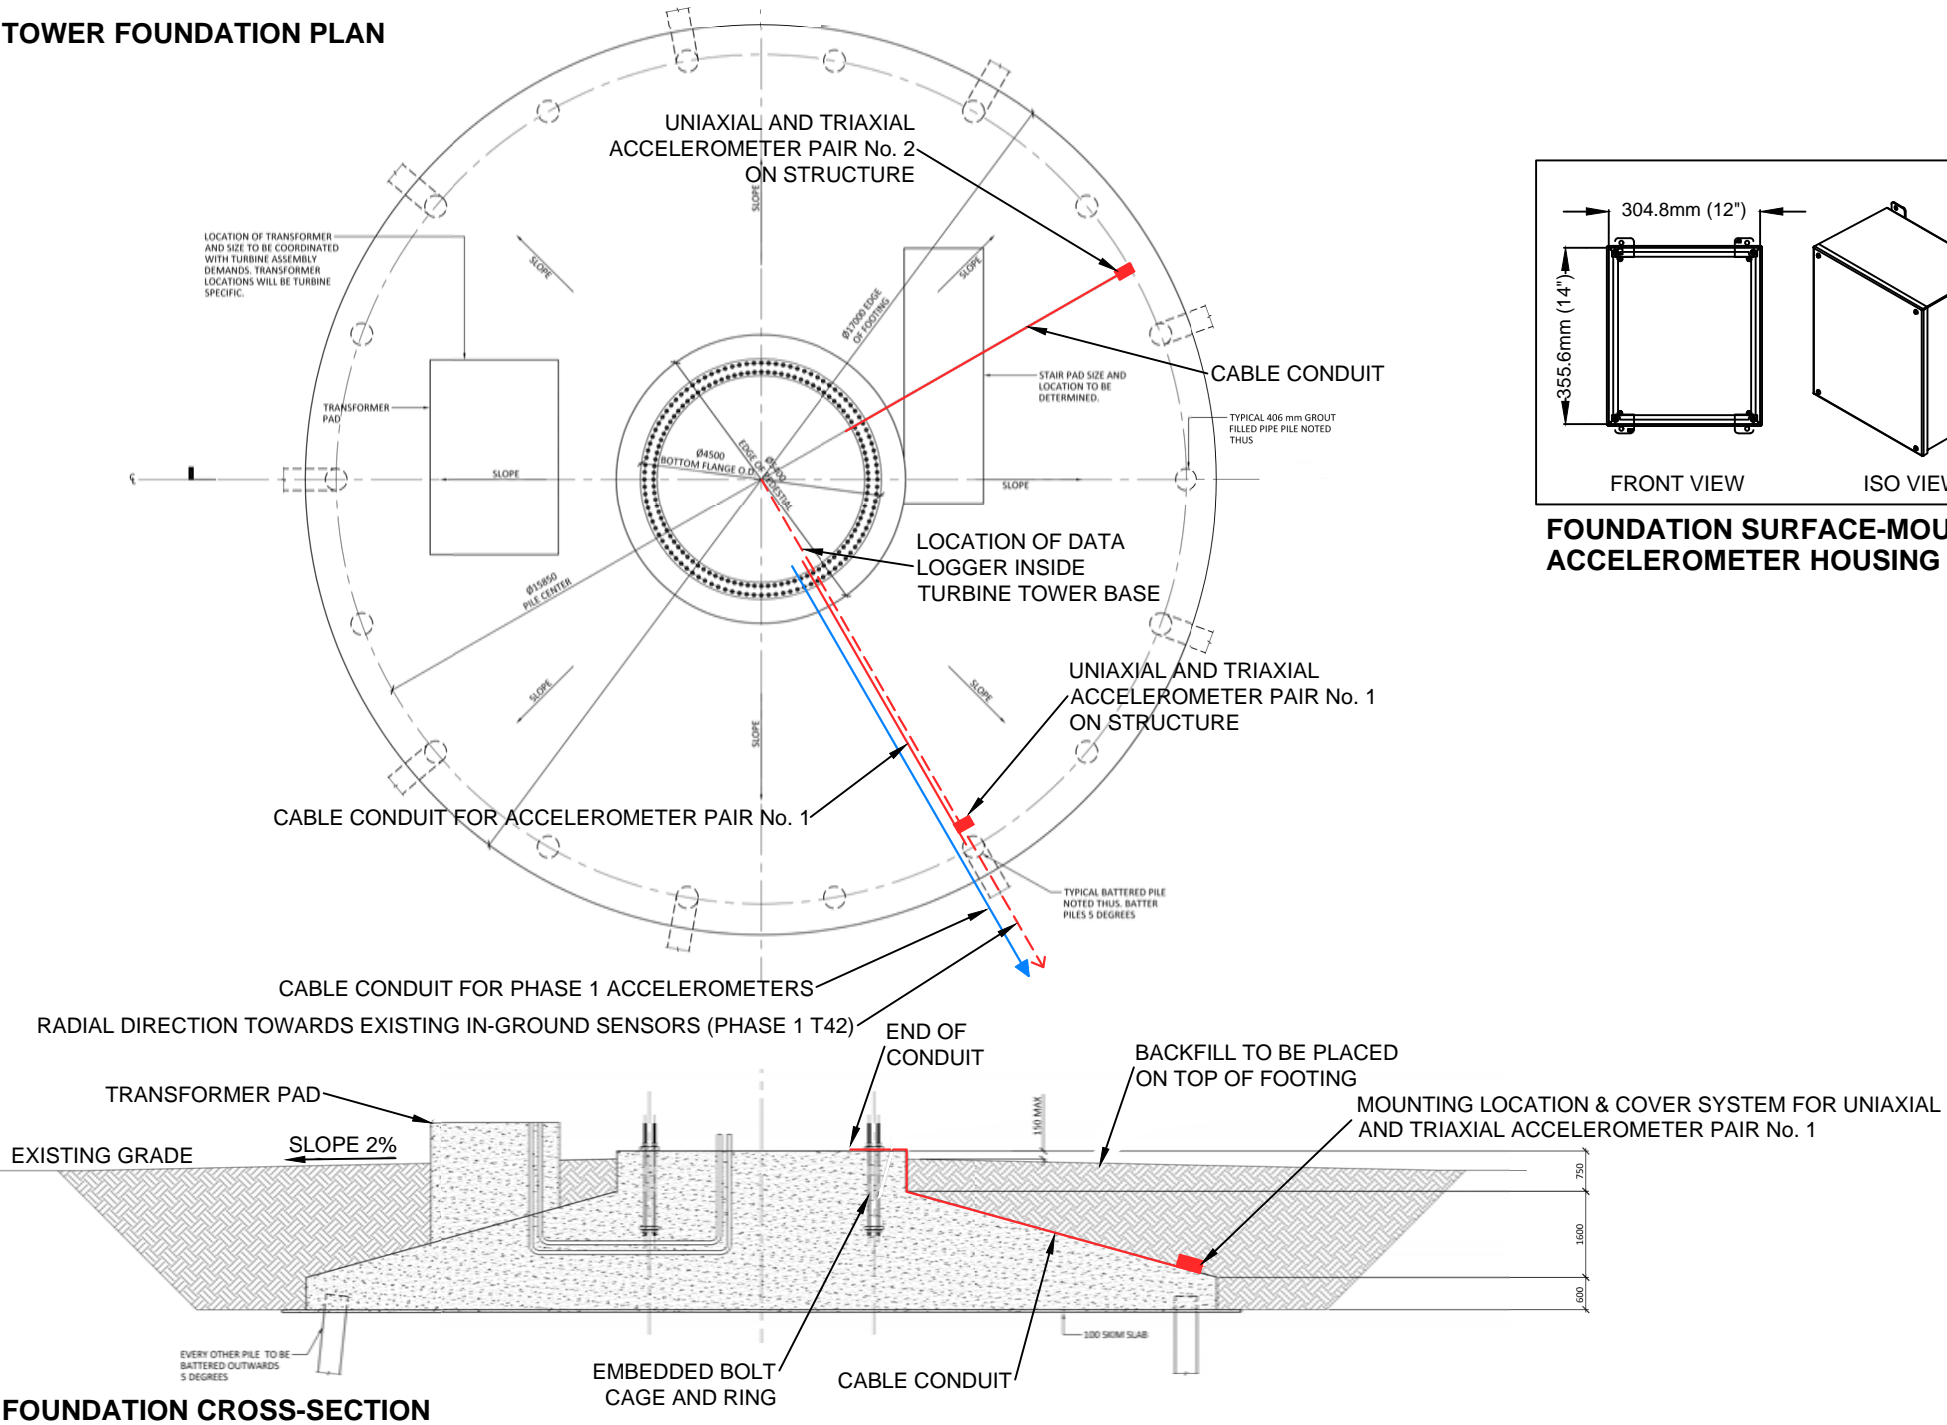 TOWER FOUNDATION PLAN
UNIAXIAL AND TRIAXIAL
ACCELEROMETER PAIR No. 2
ON STRUCTURE
SLOPE
LOCATION OF TRANSFORMER
AND SIZE TO BE COORDINATED
WITH TURBINE ASSEMBLY
DEMANDS. TRANSFORMER
LOCATIONS WILL BE TURBINE
SPECIFIC.
SLOPE
SLOPE
Ø17000 EDGE
OF FOOTING
304.8mm (12")
355.6mm (14")
FRONT VIEW
ISO VIEW
FOUNDATION SURFACE-MOU
ACCELEROMETER HOUSING
CABLE CONDUIT
STAIR PAD SIZE AND
LOCATION TO BE
DETERMINED.
TRANSFORMER
PAD
TYPICAL 406 mm GROUT
FILLED PIPE PILE NOTED
THUS
Ø4500
BOTTOM FLANGE O.D.
EDGE OF PEDESTIAL
SLOPE
SLOPE
LOCATION OF DATA
LOGGER INSIDE
TURBINE TOWER BASE
Ø15850
PILE CENTER
UNIAXIAL AND TRIAXIAL
ACCELEROMETER PAIR No. 1
ON STRUCTURE
SLOPE
SLOPE
SLOPE
CABLE CONDUIT FOR ACCELEROMETER PAIR No. 1
TYPICAL BATTERED PILE
NOTED THUS. BATTER
PILES 5 DEGREES
CABLE CONDUIT FOR PHASE 1 ACCELEROMETERS
RADIAL DIRECTION TOWARDS EXISTING IN-GROUND SENSORS (PHASE 1 T42)
END OF
CONDUIT
BACKFILL TO BE PLACED
ON TOP OF FOOTING
TRANSFORMER PAD
150 MAX
MOUNTING LOCATION & COVER SYSTEM FOR UNIAXIAL
AND TRIAXIAL ACCELEROMETER PAIR No. 1
EXISTING GRADE
SLOPE 2%
750
1600
600
100 SKIM SLAB
EVERY OTHER PILE TO BE
BATTERED OUTWARDS
5 DEGREES
EMBEDDED BOLT
CAGE AND RING
CABLE CONDUIT
FOUNDATION CROSS-SECTION